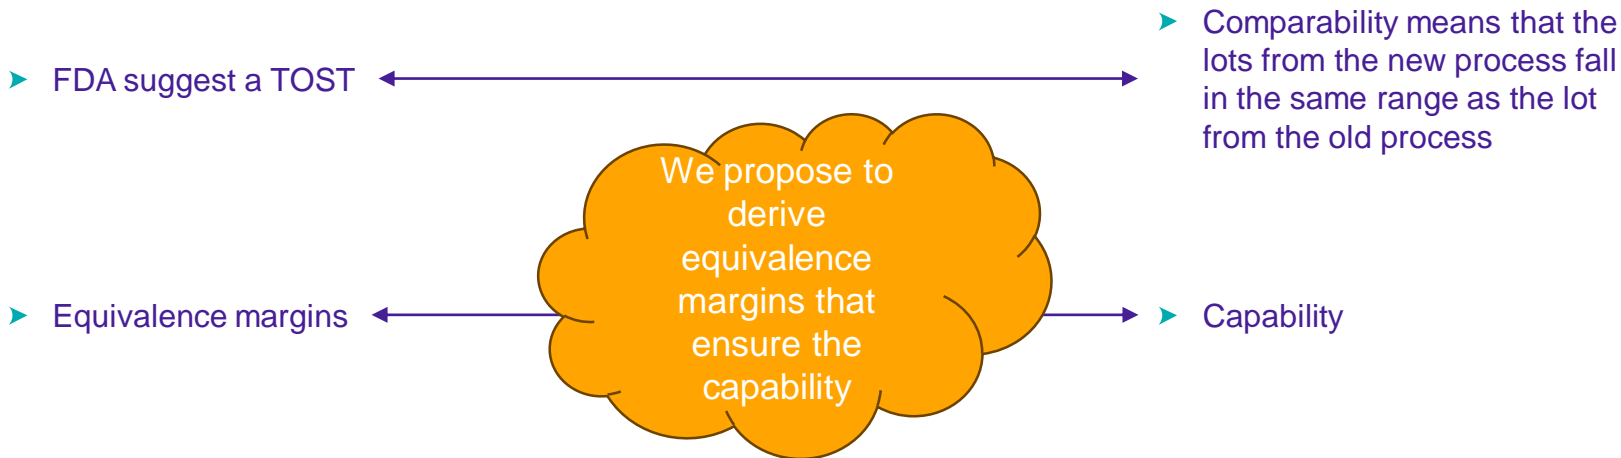 FDA suggest a TOST
Comparability means that the
lots from the new process fall
in the same range as the lot
from the old process
We propose to
derive
equivalence
margins that
ensure the
capability
Equivalence margins
Capability